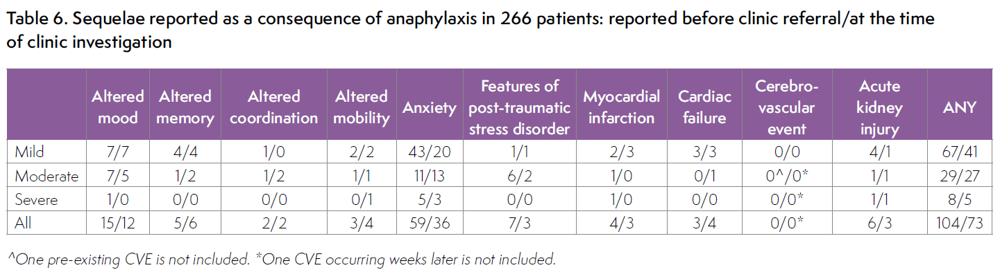 Table 6. Sequelae reported as a consequence of anaphylaxis in 266 patients: reported before clinic referral/at the time
of clinic investigation
Altered mood | Altered memory | Altered coordination | Altered mobility | Anxiety | Features of post-traumatic stress disorder | Myocardial infarction | Cardiac failure | Cerebro-vascular event | Acute kidney injury | ANY
Mild | 7/7 | 4/4 | 1/0 | 2/2 | 43/20 | 1/1 | 2/3 | 3/3 | 0/0 | 4/1 | 67/41
Moderate | 7/5 | 1/2 | 1/2 | 1/1 | 11/13 | 6/2 | 1/0 | 0/1 | 0^/0* | 1/1 | 29/27
Severe | 1/0 | 0/0 | 0/0 | 0/1 | 5/3 | 0/0 | 1/0 | 0/0 | 0/0* | 1/1 | 8/5
All | 15/12 | 5/6 | 2/2 | 3/4 | 59/36 | 7/3 | 4/3 | 3/4 | 0/0* | 6/3 | 104/73
^One pre-existing CVE is not included. *One CVE occurring weeks later is not included.